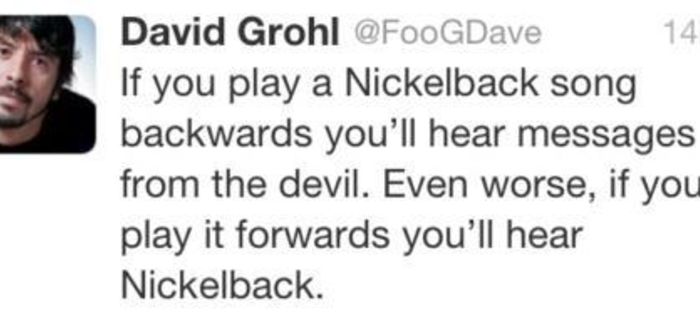 David Grohl @FooGDave 14
If you play a Nickelback song
backwards you'll hear messages
from the devil. Even worse, if you
play it forwards you'll hear
Nickelback.